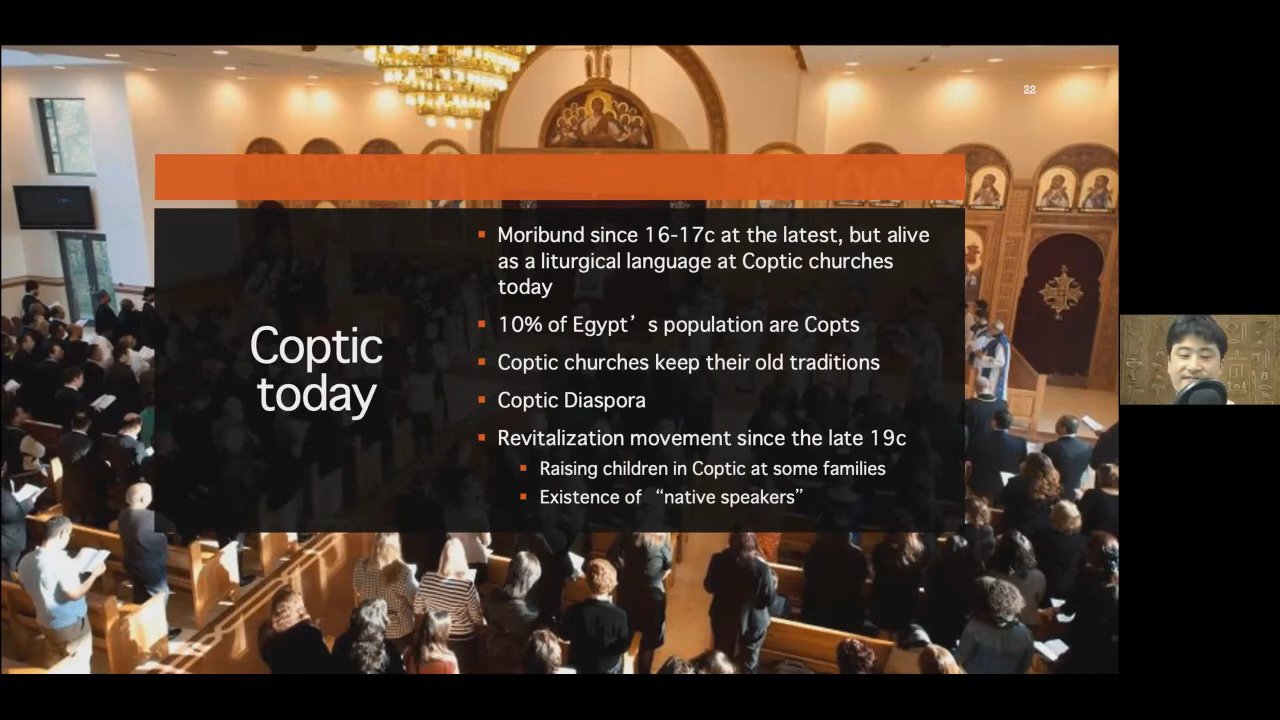 22
Coptic
today
Moribund since 16-17c at the latest, but alive
as a liturgical language at Coptic churches
today
10% of Egypt’s population are Copts
Coptic churches keep their old traditions
Coptic Diaspora
Revitalization movement since the late 19c
Raising children in Coptic at some families
Existence of “native speakers”